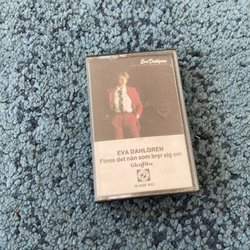 Eva Dahlgren
EVA DAHLGREN
Finns det nån som bryr sig om